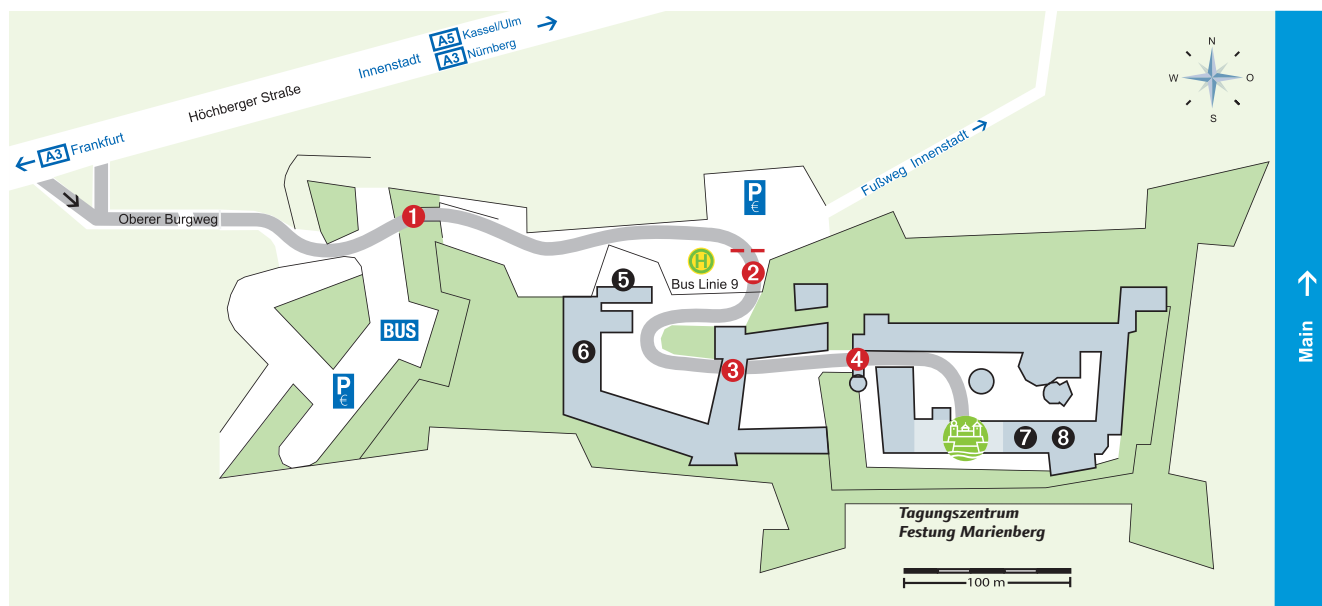 A5 Kassel/Ulm
Innenstadt A3 Nürnberg
Höchberger Straße
A3 Frankfurt
Oberer Burgweg
Fußweg Innenstadt
N
W O
S
P
€
1
H
2
Bus Linie 9
5
BUS
6
3
4
P
€
7 8
Main
Tagungszentrum
Festung Marienberg
100 m